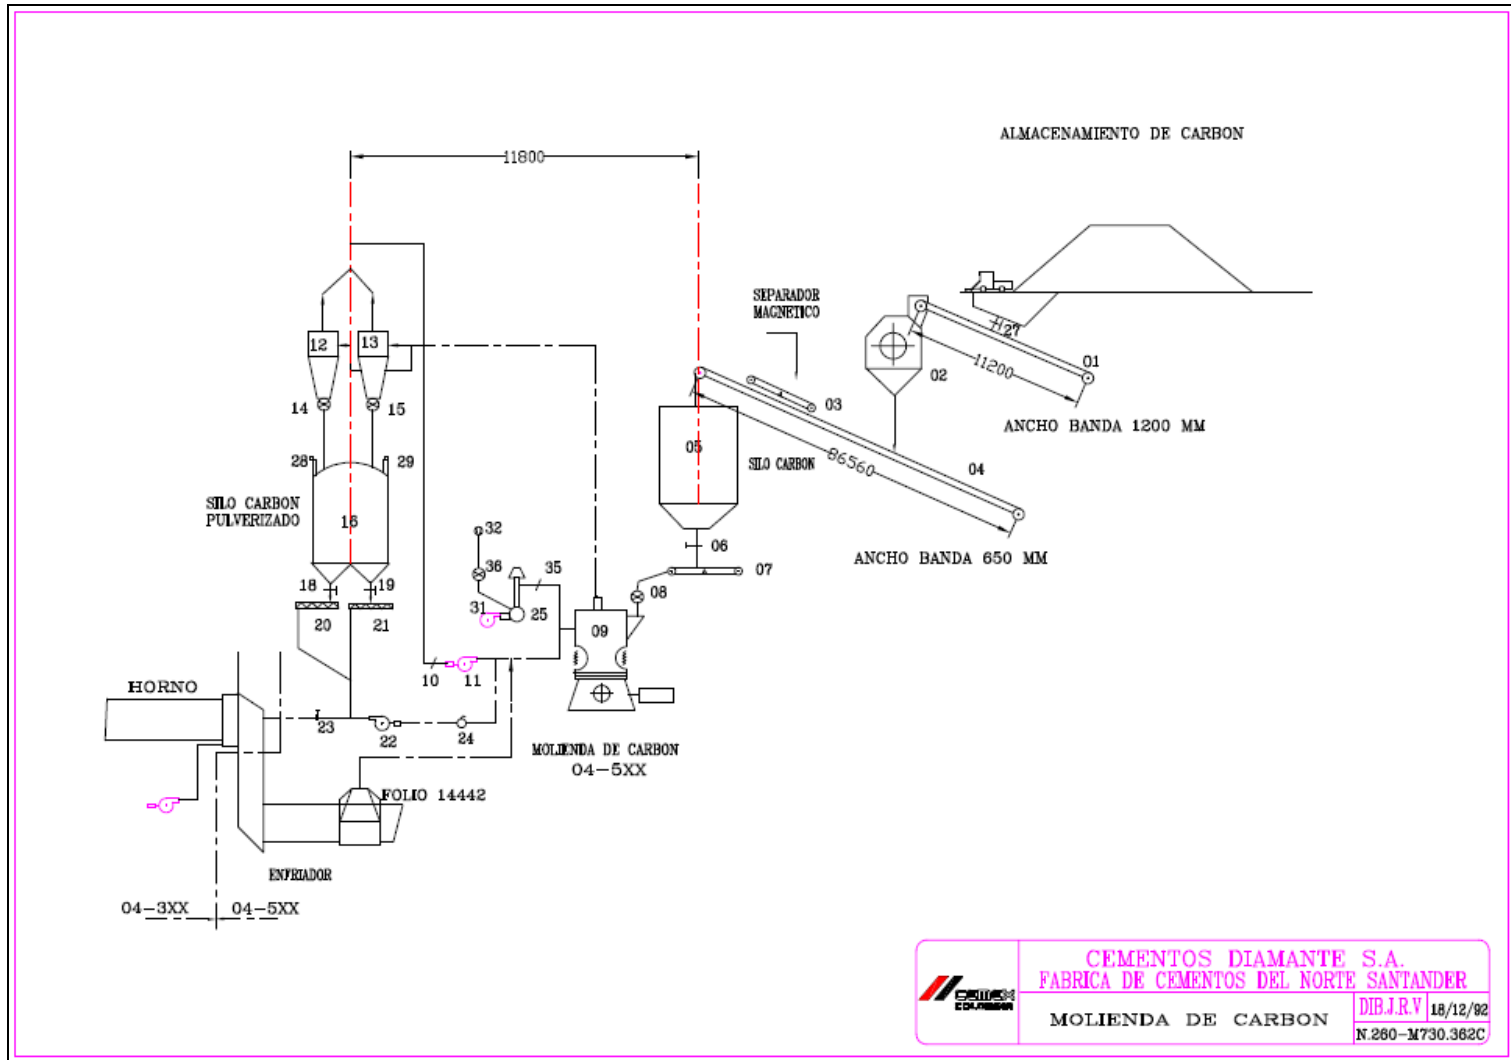 ALMACENAMIENTO DE CARBON
11800
SEPARADOR
MAGNETICO
27
01
11200
02
ANCHO BANDA 1200 MM
03
04
86560
ANCHO BANDA 650 MM
05
SILO CARBON
06
07
08
09
12
13
14
15
28
29
SILO CARBON
PULVERIZADO
16
18
19
20
21
32
36
35
31
25
10
11
HORNO
23
22
24
MOLIENDA DE CARBON
04-5XX
FOLIO 14442
ENFRIADOR
04-3XX
04-5XX
CEMEX
COLOMBIA
CEMENTOS DIAMANTE S.A.
FABRICA DE CEMENTOS DEL NORTE SANTANDER
MOLIENDA DE CARBON
DIB.J.R.V
18/12/92
N.260-M730.362C